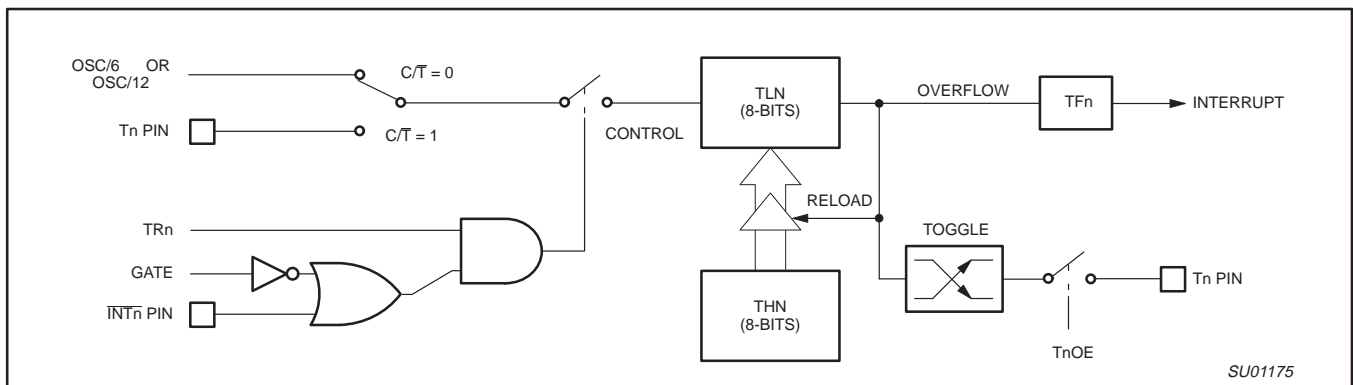 OSC/6 OR
OSC/12
C/T̅ = 0
Tn PIN
C/T̅ = 1
CONTROL
TLN
(8-BITS)
OVERFLOW
TFn
INTERRUPT
RELOAD
TRn
GATE
I̅N̅T̅n̅ PIN
THN
(8-BITS)
TOGGLE
Tn PIN
TnOE
SU01175